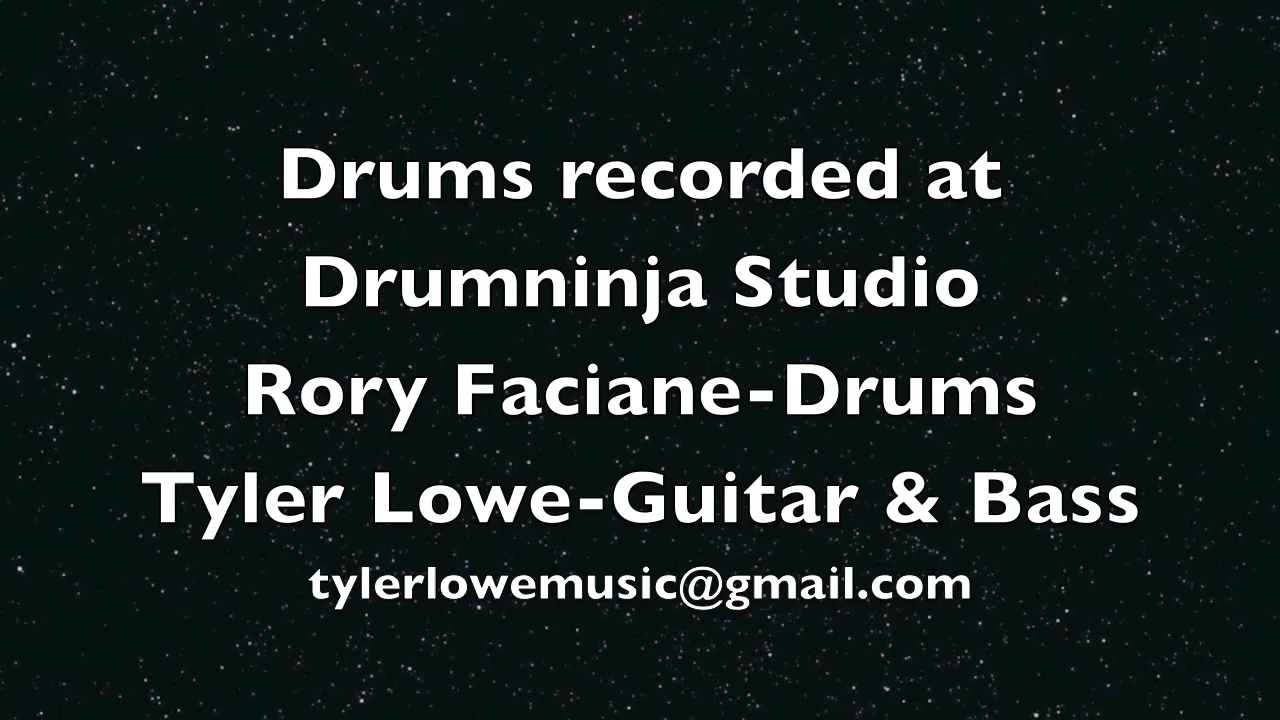 Drums recorded at
Drumninja Studio
Rory Faciane-Drums
Tyler Lowe-Guitar & Bass
tylerlowemusic@gmail.com